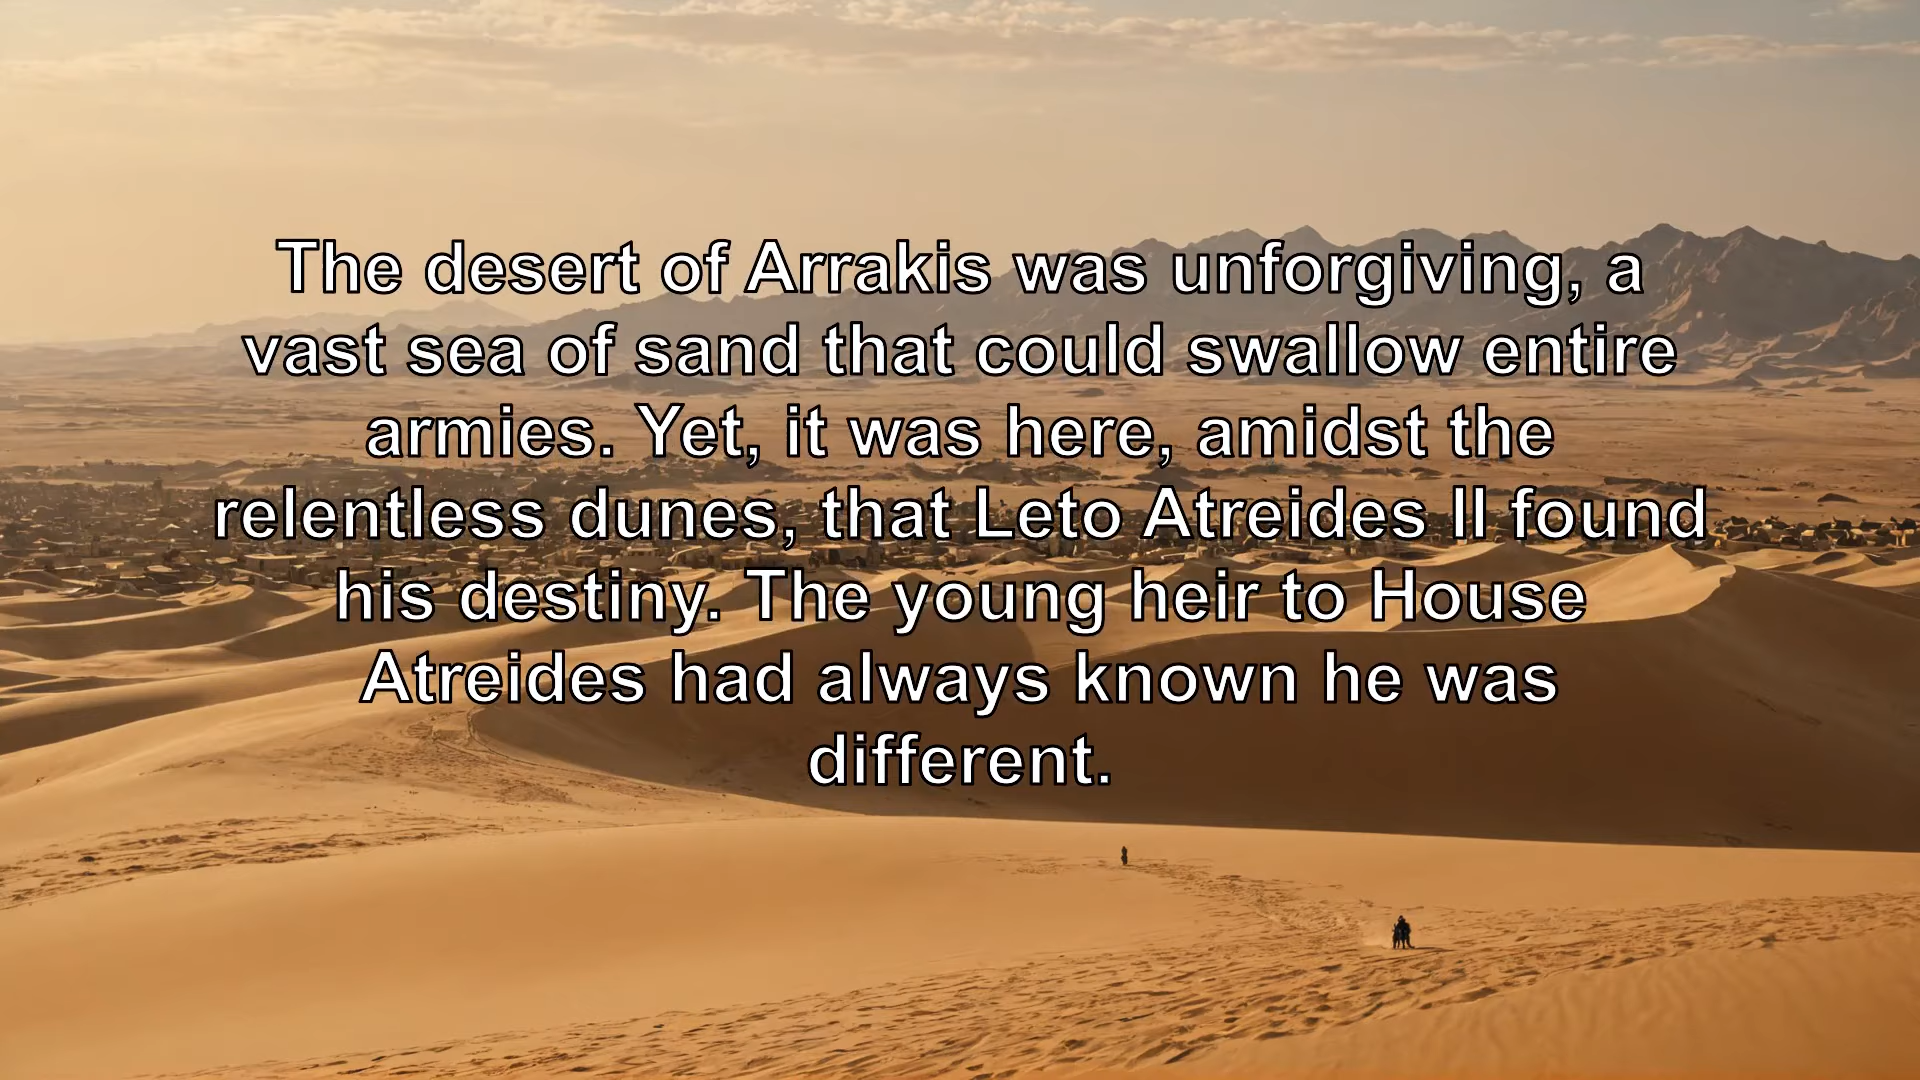 The desert of Arrakis was unforgiving, a
vast sea of sand that could swallow entire
armies. Yet, it was here, amidst the
relentless dunes, that Leto Atreides II found
his destiny. The young heir to House
Atreides had always known he was
different.